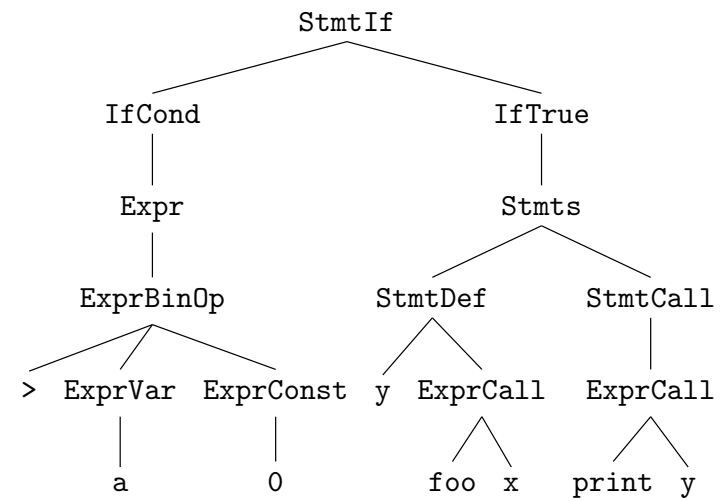 StmtIf
IfCond IfTrue
Expr Stmts
ExprBinOp StmtDef StmtCall
> ExprVar ExprConst y ExprCall ExprCall
a 0 foo x print y